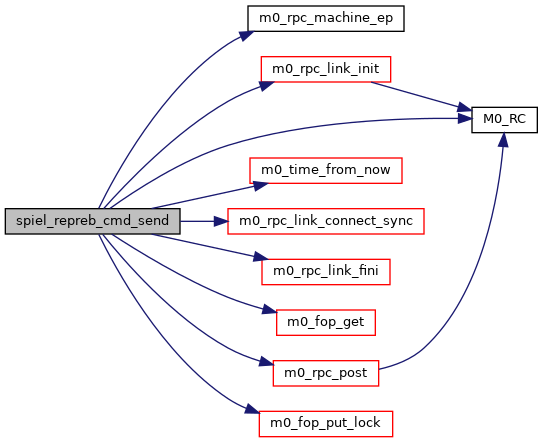 m0_rpc_machine_ep
m0_rpc_link_init
M0_RC
m0_time_from_now
spiel_repreb_cmd_send
m0_rpc_link_connect_sync
m0_rpc_link_fini
m0_fop_get
m0_rpc_post
m0_fop_put_lock